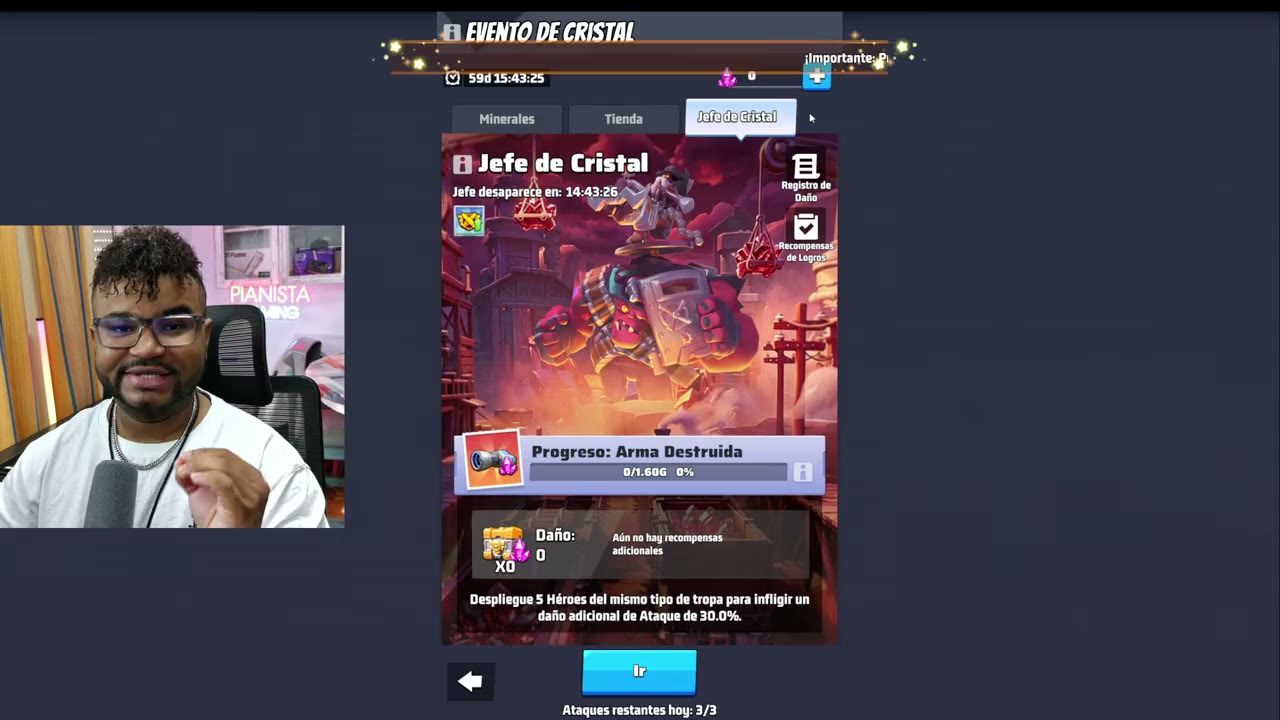 EVENTO DE CRISTAL
¡Importante:
59d 15:43:25
0
Minerales
Tienda
Jefe de Cristal
Jefe de Cristal
Jefe desaparece en: 14:43:26
Registro de
Daño
Recompensas
de Logros
PIANISTA
Progreso: Arma Destruida
0/1.60G 0%
Daño:
0
X0
Aún no hay recompensas
adicionales
Despliegue 5 Héroes del mismo tipo de tropa para infligir un
daño adicional de Ataque de 30.0%.
Ir
Ataques restantes hoy: 3/3